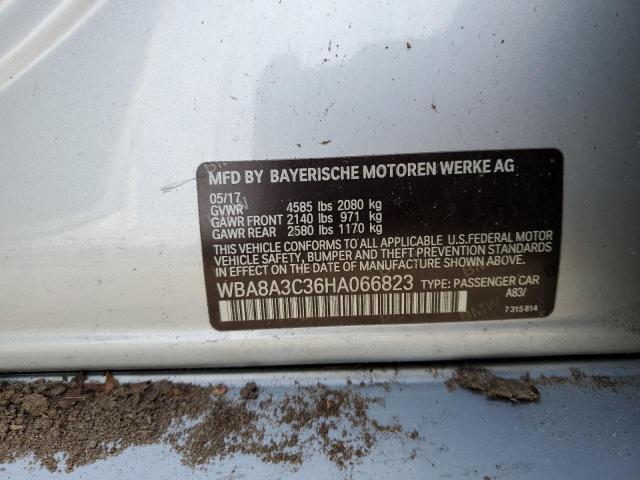 MFD BY BAYERISCHE MOTOREN WERKE AG
05/17
GVWR 4585 lbs 2080 kg
GAWR FRONT 2140 lbs 971 kg
GAWR REAR 2580 lbs 1170 kg
THIS VEHICLE CONFORMS TO ALL APPLICABLE U.S.FEDERAL MOTOR
VEHICLE SAFETY, BUMPER AND THEFT PREVENTION STANDARDS
IN EFFECT ON THE DATE OF MANUFACTURE SHOWN ABOVE.
WBA8A3C36HA066823 TYPE: PASSENGER CAR
A83/
7 315 814